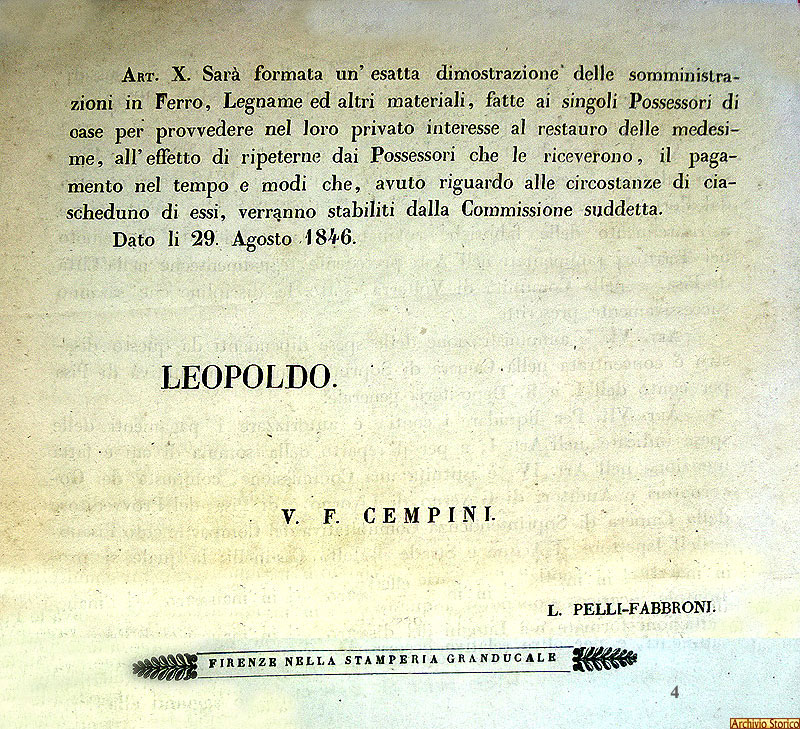 ART. X. Sarà formata un' esatta dimostrazione delle somministra-
zioni in Ferro, Legname ed altri materiali, fatte ai singoli Possessori di
case per provvedere nel loro privato interesse al restauro delle medesi-
me, all'effetto di ripeterne dai Possessori che le riceverono, il paga-
mento nel tempo e modi che, avuto riguardo alle circostanze di cia-
scheduno di essi, verranno stabiliti dalla Commissione suddetta.
Dato li 29. Agosto 1846.
LEOPOLDO.
V. F. CEMPINI.
L. PELLI-FABBRONI.
FIRENZE NELLA STAMPERIA GRANDUCALE
4
Archivio Storico